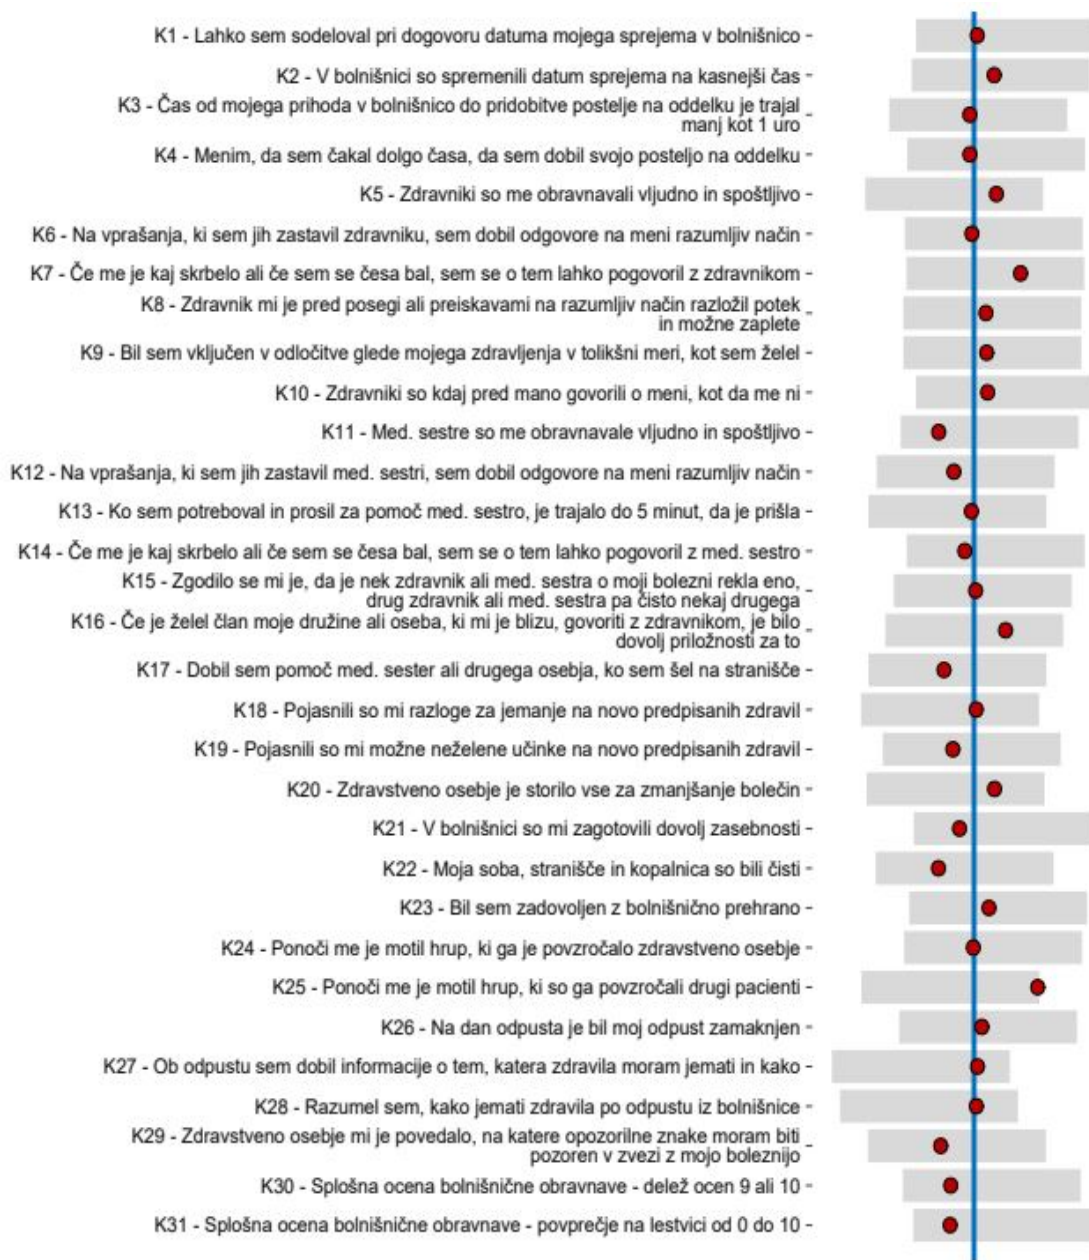 K1 - Lahko sem sodeloval pri dogovoru datuma mojega sprejema v bolnišnico
K2 - V bolnišnici so spremenili datum sprejema na kasnejši čas
K3 - Čas od mojega prihoda v bolnišnico do pridobitve postelje na oddelku je trajal
manj kot 1 uro
K4 - Menim, da sem čakal dolgo časa, da sem dobil svojo posteljo na oddelku
K5 - Zdravniki so me obravnavali vljudno in spoštljivo
K6 - Na vprašanja, ki sem jih zastavil zdravniku, sem dobil odgovore na meni razumljiv način
K7 - Če me je kaj skrbelo ali če sem se česa bal, sem se o tem lahko pogovoril z zdravnikom
K8 - Zdravnik mi je pred posegi ali preiskavami na razumljiv način razložil potek
in možne zaplete
K9 - Bil sem vključen v odločitve glede mojega zdravljenja v tolikšni meri, kot sem želel
K10 - Zdravniki so kdaj pred mano govorili o meni, kot da me ni
K11 - Med. sestre so me obravnavale vljudno in spoštljivo
K12 - Na vprašanja, ki sem jih zastavil med. sestri, sem dobil odgovore na meni razumljiv način
K13 - Ko sem potreboval in prosil za pomoč med. sestro, je trajalo do 5 minut, da je prišla
K14 - Če me je kaj skrbelo ali če sem se česa bal, sem se o tem lahko pogovoril z med. sestro
K15 - Zgodilo se mi je, da je nek zdravnik ali med. sestra o moji bolezni rekla eno,
drug zdravnik ali med. sestra pa čisto nekaj drugega
K16 - Če je želel član moje družine ali oseba, ki mi je blizu, govoriti z zdravnikom, je bilo
dovolj priložnosti za to
K17 - Dobil sem pomoč med. sester ali drugega osebja, ko sem šel na stranišče
K18 - Pojasnili so mi razloge za jemanje na novo predpisanih zdravil
K19 - Pojasnili so mi možne neželene učinke na novo predpisanih zdravil
K20 - Zdravstveno osebje je storilo vse za zmanjšanje bolečin
K21 - V bolnišnici so mi zagotovili dovolj zasebnosti
K22 - Moja soba, stranišče in kopalnica so bili čisti
K23 - Bil sem zadovoljen z bolnišnično prehrano
K24 - Ponoči me je motil hrup, ki ga je povzročalo zdravstveno osebje
K25 - Ponoči me je motil hrup, ki so ga povzročali drugi pacienti
K26 - Na dan odpusta je bil moj odpust zamaknjen
K27 - Ob odpustu sem dobil informacije o tem, katera zdravila moram jemati in kako
K28 - Razumel sem, kako jemati zdravila po odpustu iz bolnišnice
K29 - Zdravstveno osebje mi je povedalo, na katere opozorilne znake moram biti
pozoren v zvezi z mojo boleznijo
K30 - Splošna ocena bolnišnične obravnave - delež ocen 9 ali 10
K31 - Splošna ocena bolnišnične obravnave - povprečje na lestvici od 0 do 10